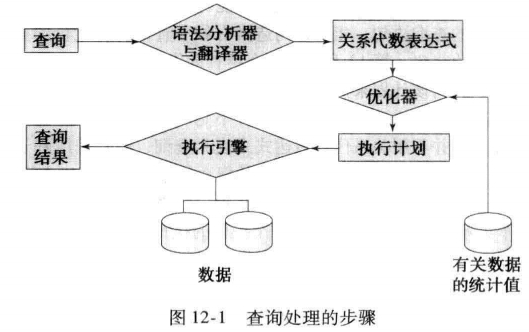 查询
语法分析器
与翻译器
关系代数表达式
优化器
查询
结果
执行引擎
执行计划
数据
有关数据
的统计值
图 12-1 查询处理的步骤